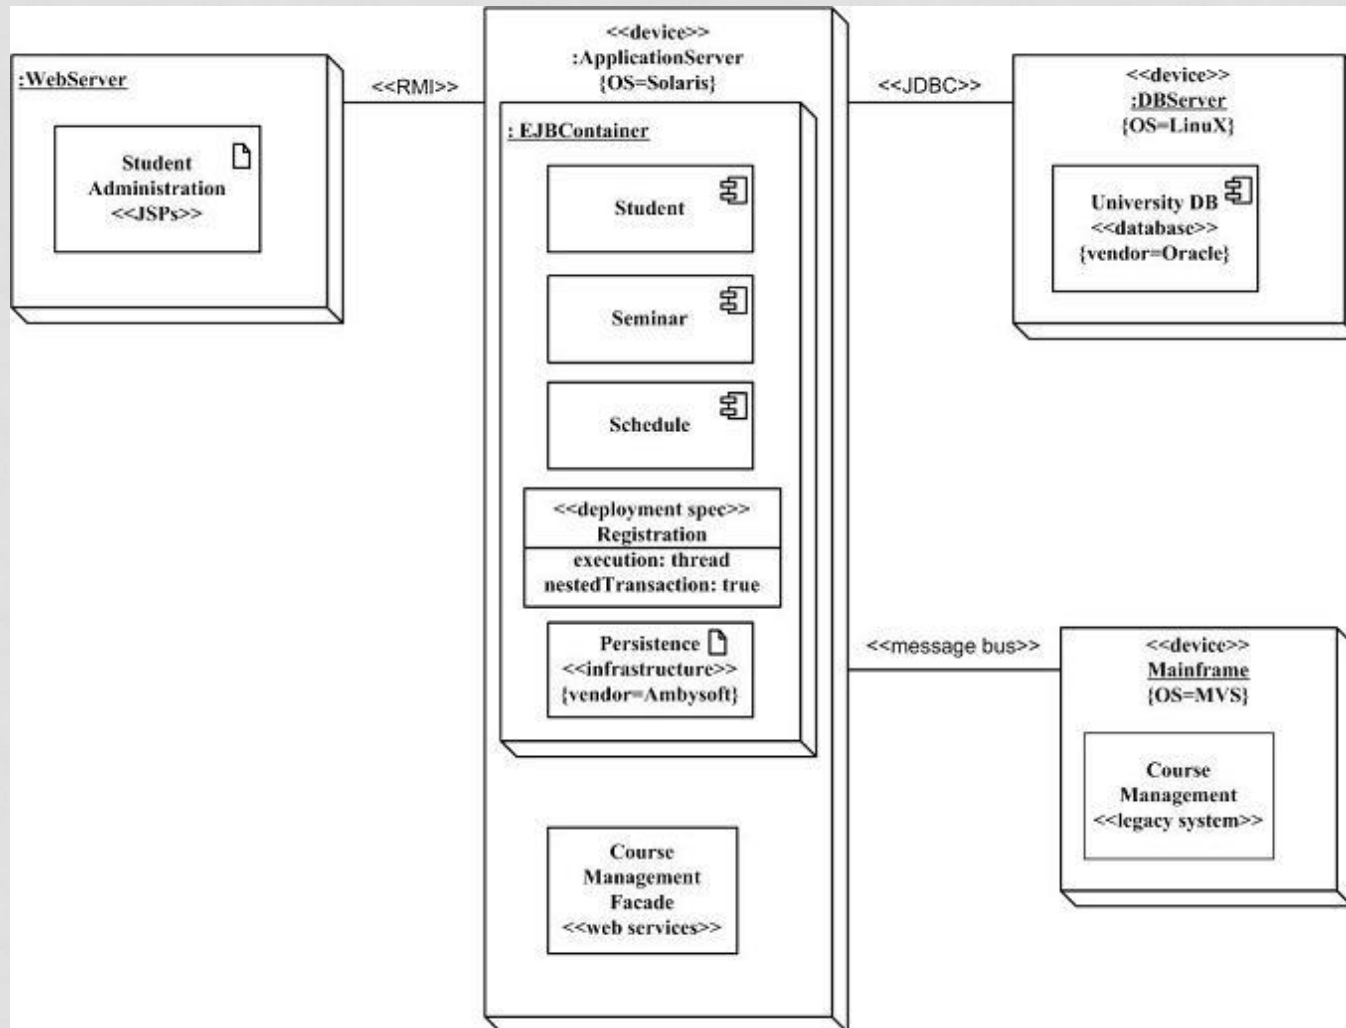 :WebServer
Student
Administration
<<JSPs>>
<<RMI>>
<<device>>
:ApplicationServer
{OS=Solaris}
: EJBContainer
Student
Seminar
Schedule
<<deployment spec>>
Registration
execution: thread
nestedTransaction: true
Persistence
<<infrastructure>>
{vendor=Ambysoft}
Course
Management
Facade
<<web services>>
<<JDBC>>
<<device>>
:DBServer
{OS=LinuX}
University DB
<<database>>
{vendor=Oracle}
<<message bus>>
<<device>>
Mainframe
{OS=MVS}
Course
Management
<<legacy system>>